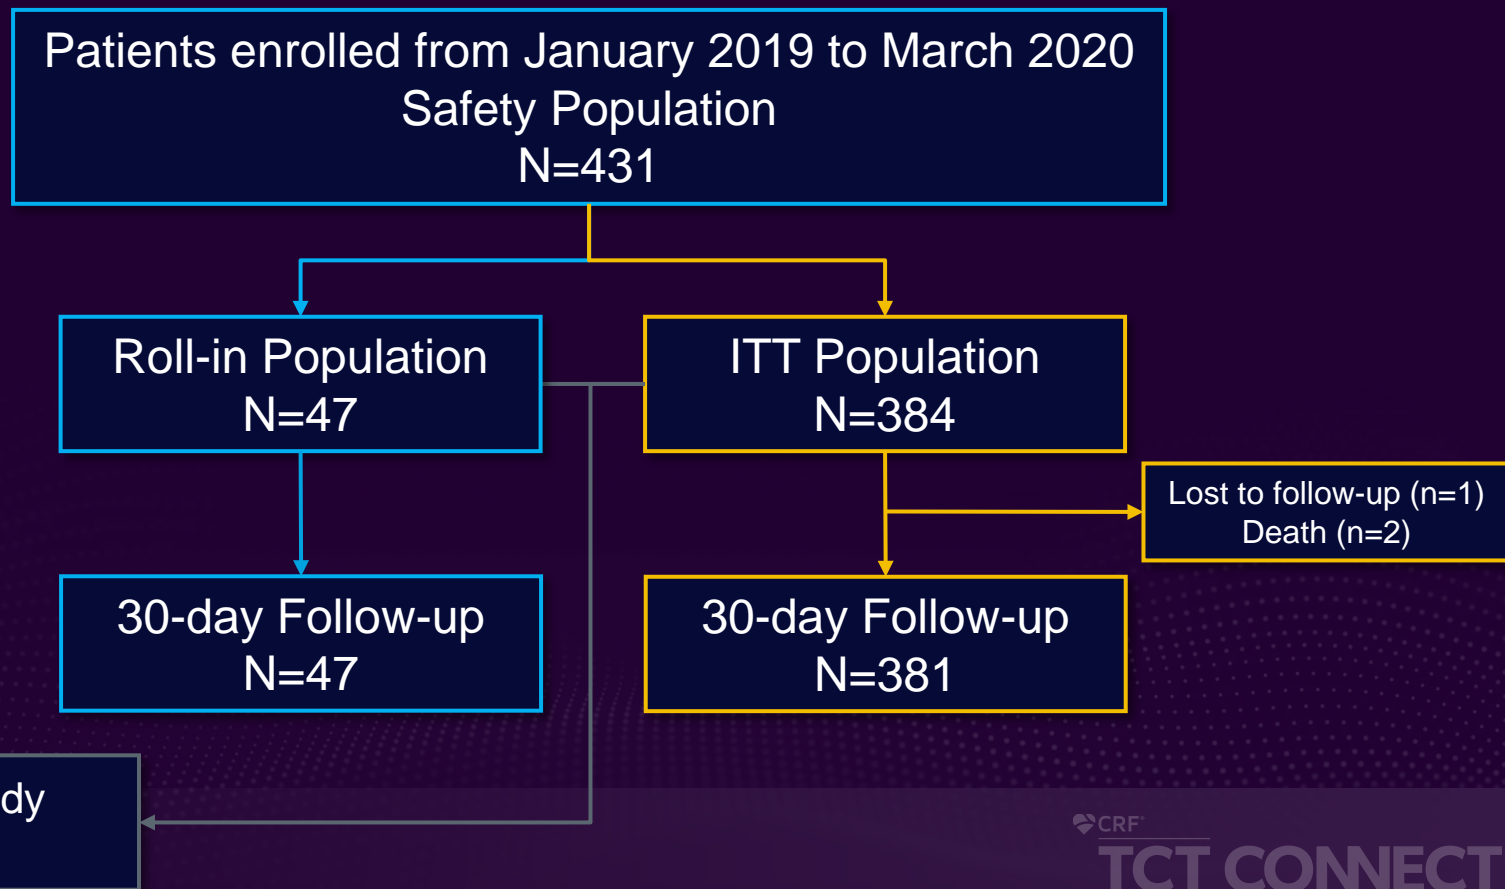 Patients enrolled from January 2019 to March 2020
Safety Population
N=431
Roll-in Population
N=47
ITT Population
N=384
Lost to follow-up (n=1)
Death (n=2)
30-day Follow-up
N=47
30-day Follow-up
N=381
CRF
TCT CONNECT